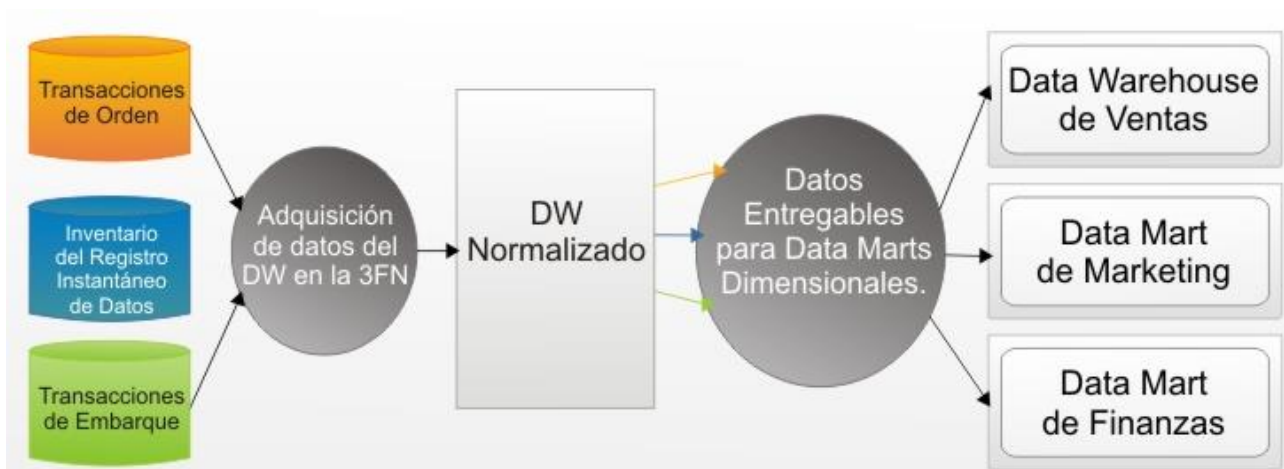 Transacciones
de Orden
Inventario
del Registro
Instantáneo
de Datos
Transacciones
de Embarque
Adquisición
de datos del
DW en la 3FN
DW
Normalizado
Datos
Entregables
para Data Marts
Dimensionales.
Data Warehouse
de Ventas
Data Mart
de Marketing
Data Mart
de Finanzas